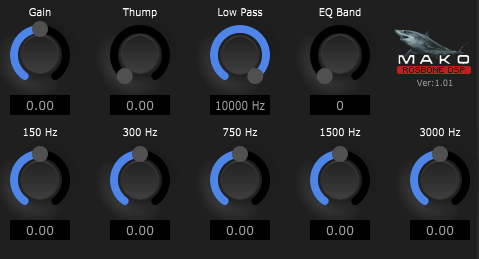 Gain Thump Low Pass EQ Band
0.00 0.00 10000 Hz 0
MAKO
ROSBONE DSP
Ver:1.01
150 Hz 300 Hz 750 Hz 1500 Hz 3000 Hz
0.00 0.00 0.00 0.00 0.00